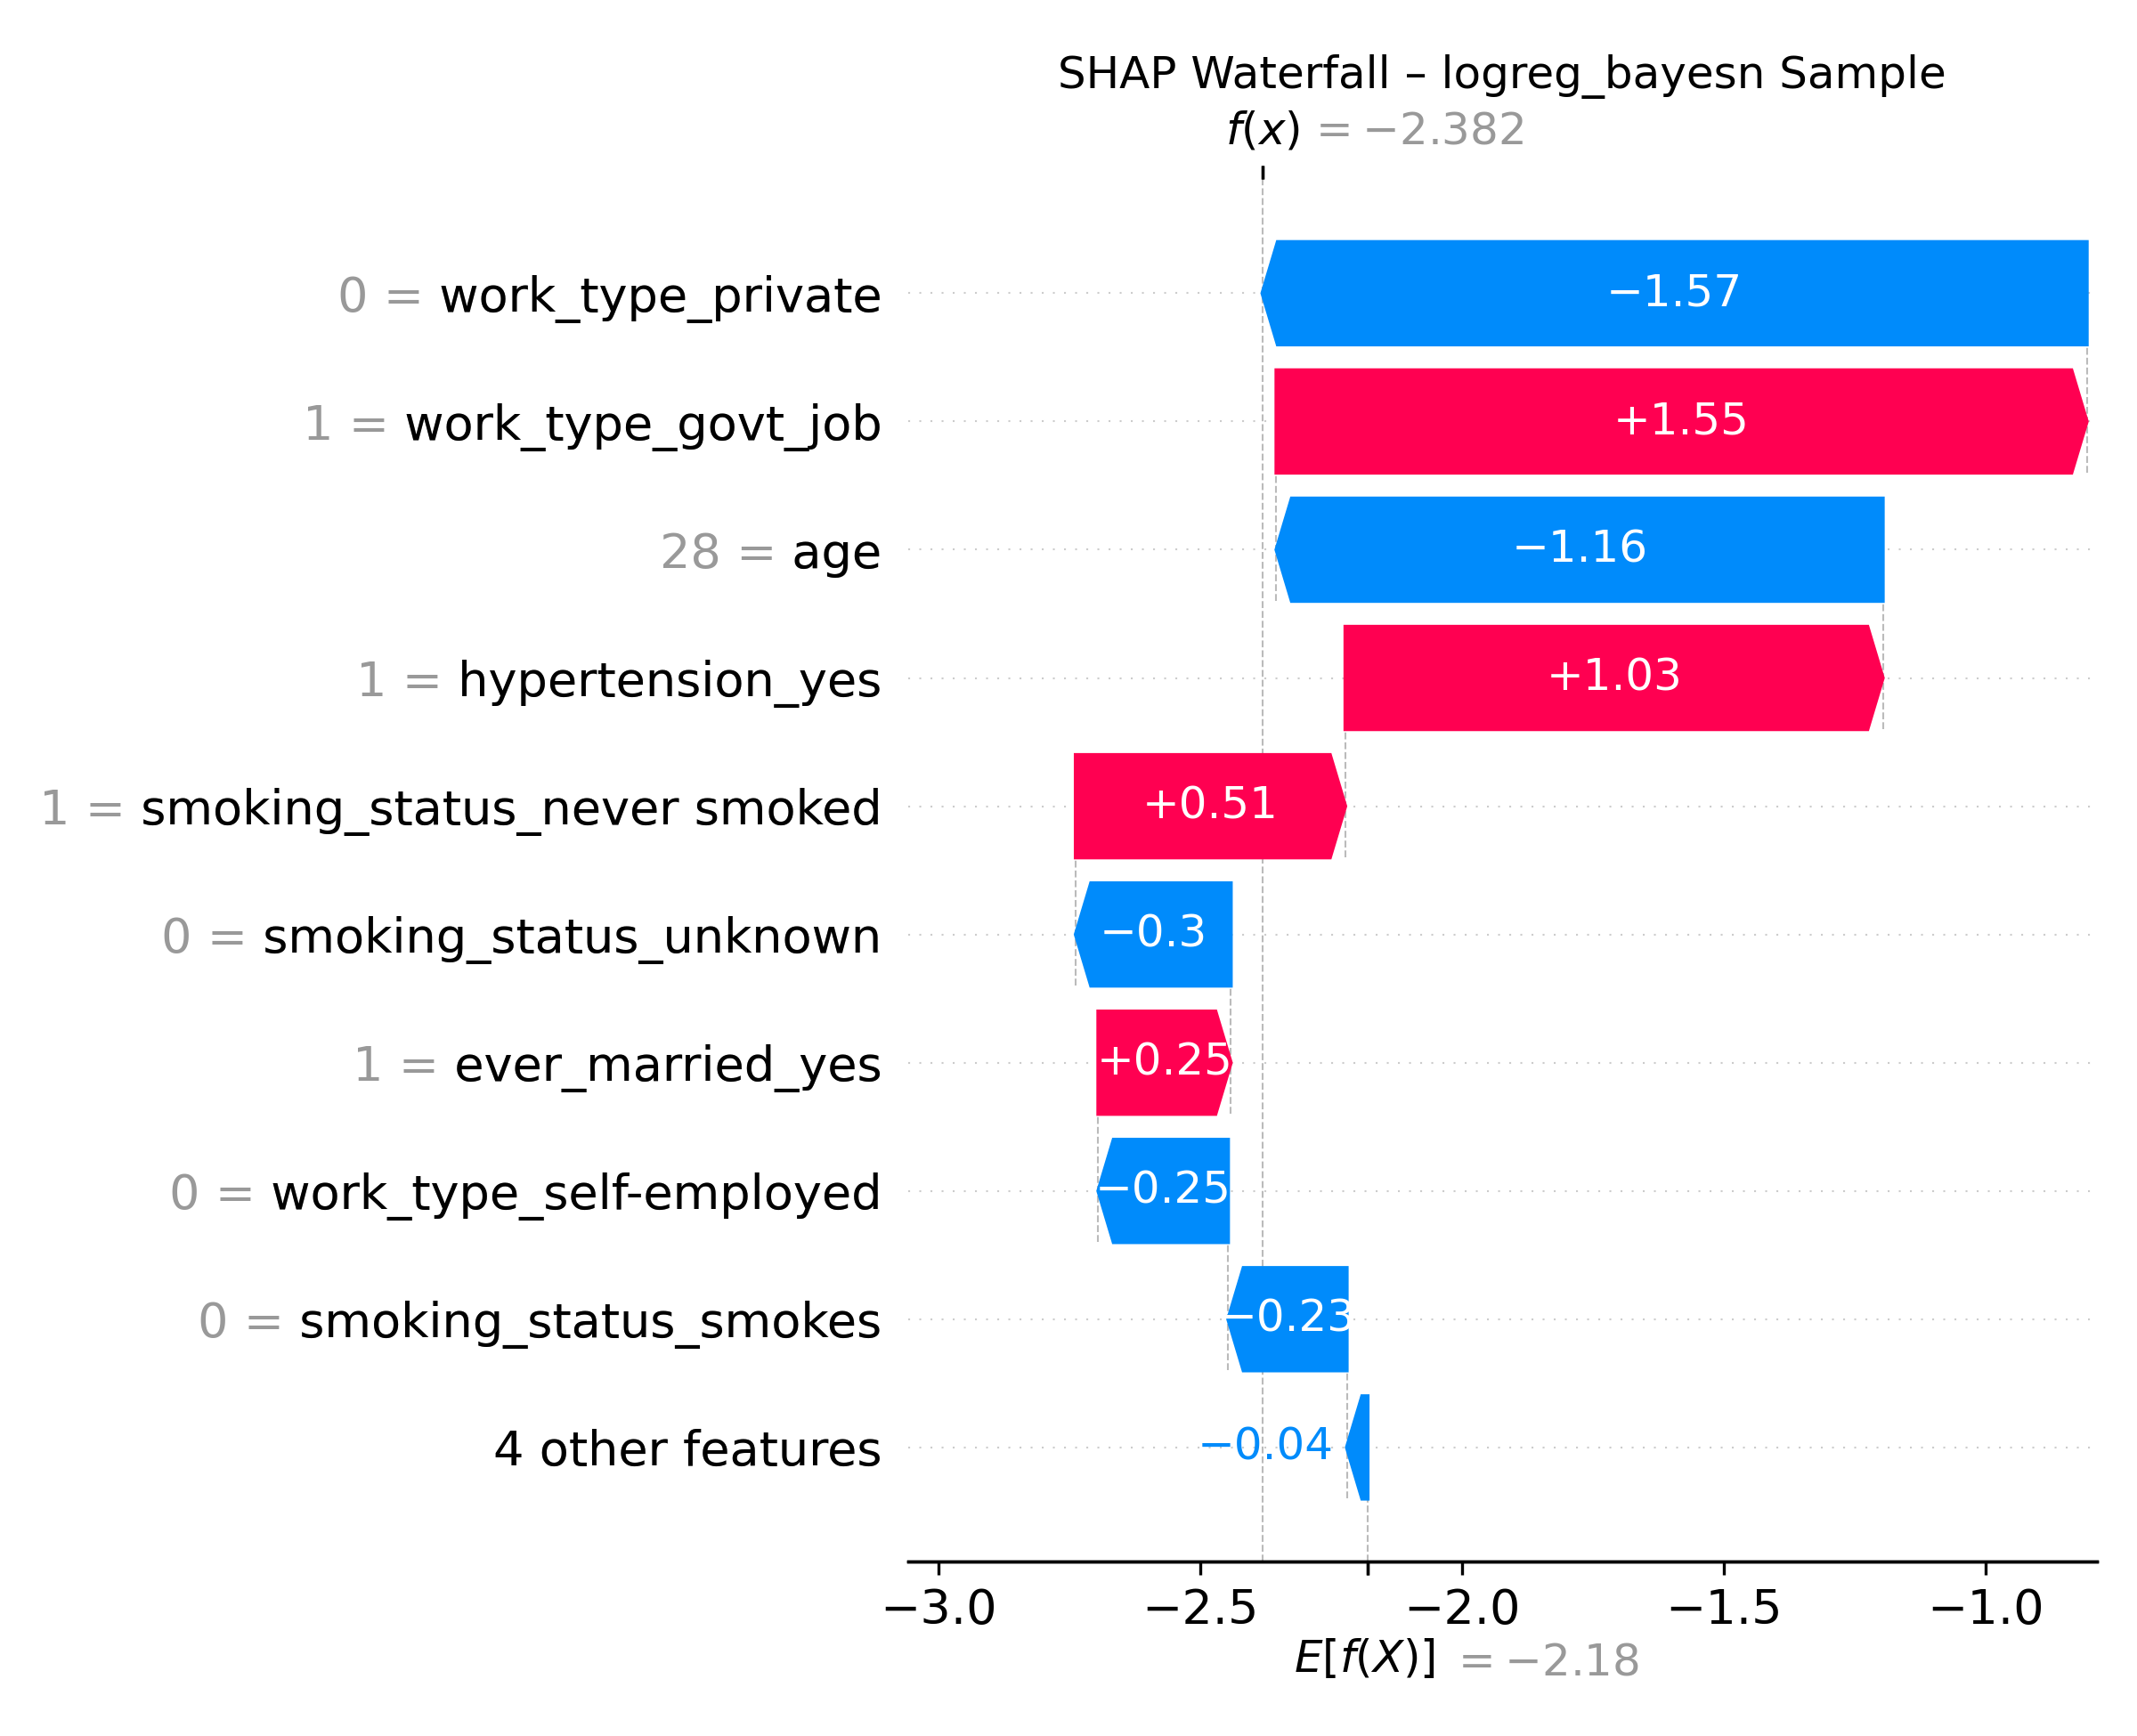 SHAP Waterfall – logreg_bayesn Sample
f(x) = −2.382
0 = work_type_private −1.57
1 = work_type_govt_job +1.55
28 = age −1.16
1 = hypertension_yes +1.03
1 = smoking_status_never smoked +0.51
0 = smoking_status_unknown −0.3
1 = ever_married_yes +0.25
0 = work_type_self-employed −0.25
0 = smoking_status_smokes −0.23
4 other features −0.04
−3.0 −2.5 −2.0 −1.5 −1.0
E[f(X)] = −2.18